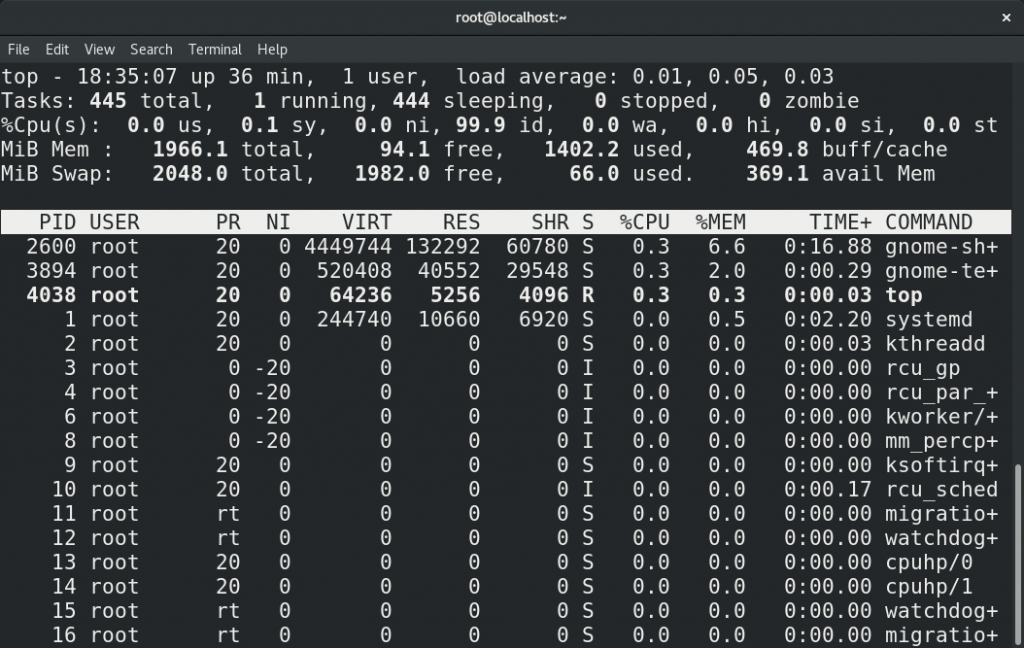 root@localhost:~ ×
File Edit View Search Terminal Help
top - 18:35:07 up 36 min,  1 user,  load average: 0.01, 0.05, 0.03
Tasks: 445 total,   1 running, 444 sleeping,   0 stopped,   0 zombie
%Cpu(s):  0.0 us,  0.1 sy,  0.0 ni, 99.9 id,  0.0 wa,  0.0 hi,  0.0 si,  0.0 st
MiB Mem :   1966.1 total,     94.1 free,   1402.2 used,    469.8 buff/cache
MiB Swap:   2048.0 total,   1982.0 free,     66.0 used.    369.1 avail Mem
PID USER      PR  NI    VIRT    RES    SHR S  %CPU  %MEM     TIME+ COMMAND
2600 root      20   0 4449744 132292  60780 S   0.3   6.6   0:16.88 gnome-sh+
3894 root      20   0  520408  40552  29548 S   0.3   2.0   0:00.29 gnome-te+
4038 root      20   0   64236   5256   4096 R   0.3   0.3   0:00.03 top
1 root      20   0  244740  10660   6920 S   0.0   0.5   0:02.20 systemd
2 root      20   0       0      0      0 S   0.0   0.0   0:00.03 kthreadd
3 root       0 -20       0      0      0 I   0.0   0.0   0:00.00 rcu_gp
4 root       0 -20       0      0      0 I   0.0   0.0   0:00.00 rcu_par_+
6 root       0 -20       0      0      0 I   0.0   0.0   0:00.00 kworker/+
8 root       0 -20       0      0      0 I   0.0   0.0   0:00.00 mm_percp+
9 root      20   0       0      0      0 S   0.0   0.0   0:00.00 ksoftirq+
10 root      20   0       0      0      0 I   0.0   0.0   0:00.17 rcu_sched
11 root      rt   0       0      0      0 S   0.0   0.0   0:00.00 migratio+
12 root      rt   0       0      0      0 S   0.0   0.0   0:00.00 watchdog+
13 root      20   0       0      0      0 S   0.0   0.0   0:00.00 cpuhp/0
14 root      20   0       0      0      0 S   0.0   0.0   0:00.00 cpuhp/1
15 root      rt   0       0      0      0 S   0.0   0.0   0:00.00 watchdog+
16 root      rt   0       0      0      0 S   0.0   0.0   0:00.00 migratio+